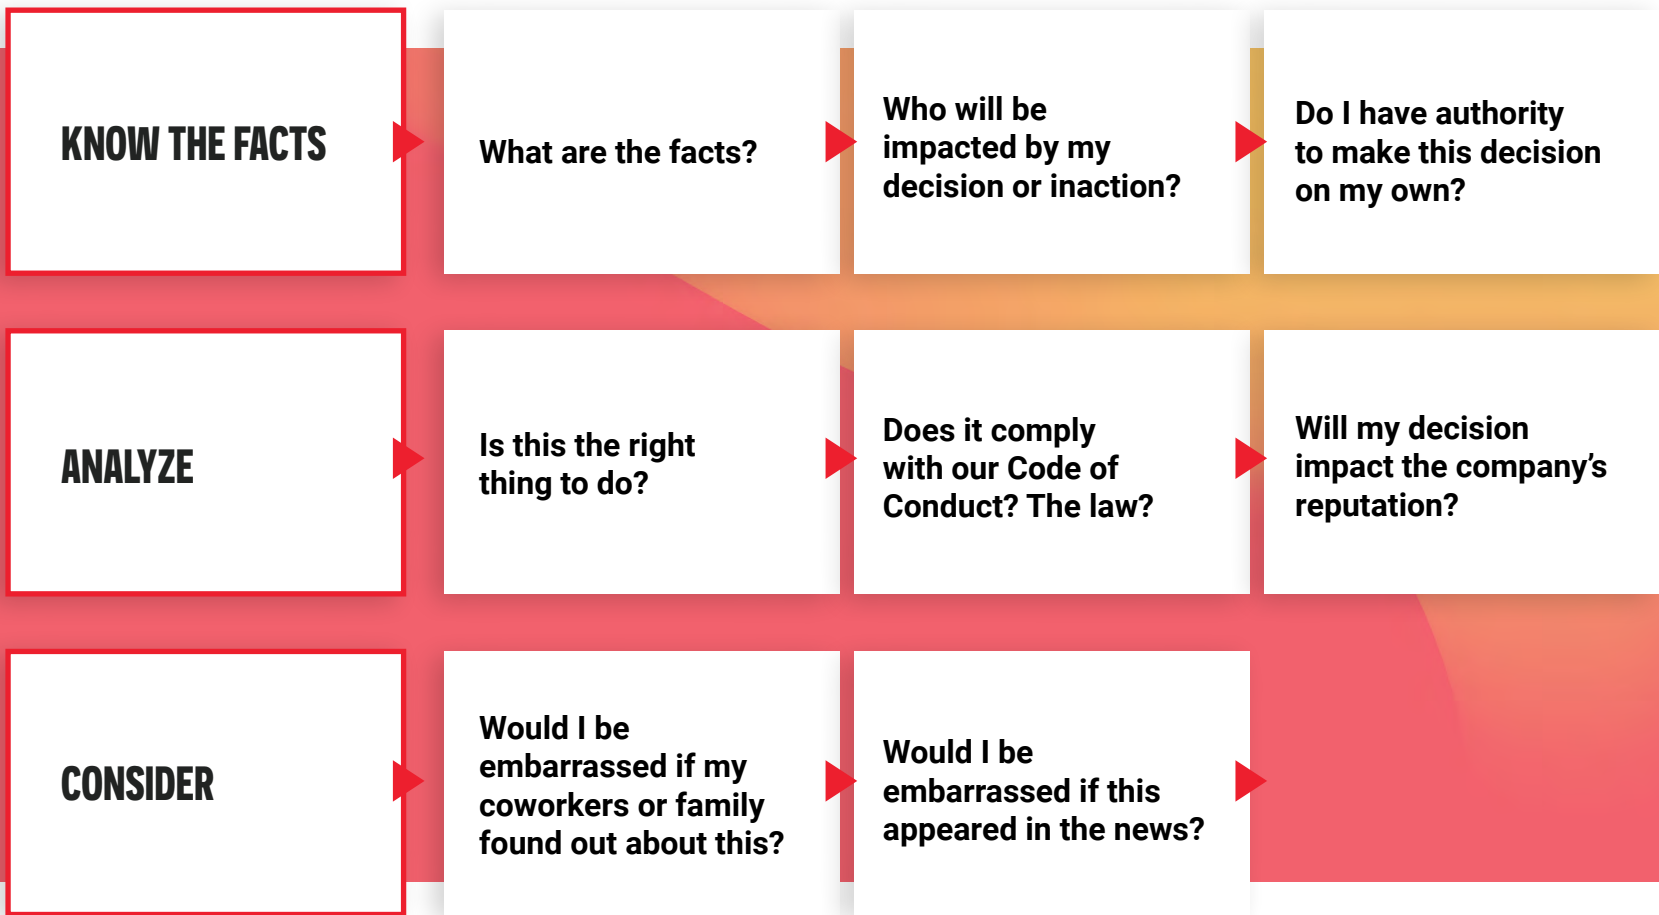 KNOW THE FACTS
What are the facts?
Who will be
impacted by my
decision or inaction?
Do I have authority
to make this decision
on my own?
ANALYZE
Is this the right
thing to do?
Does it comply
with our Code of
Conduct? The law?
Will my decision
impact the company’s
reputation?
CONSIDER
Would I be
embarrassed if my
coworkers or family
found out about this?
Would I be
embarrassed if this
appeared in the news?